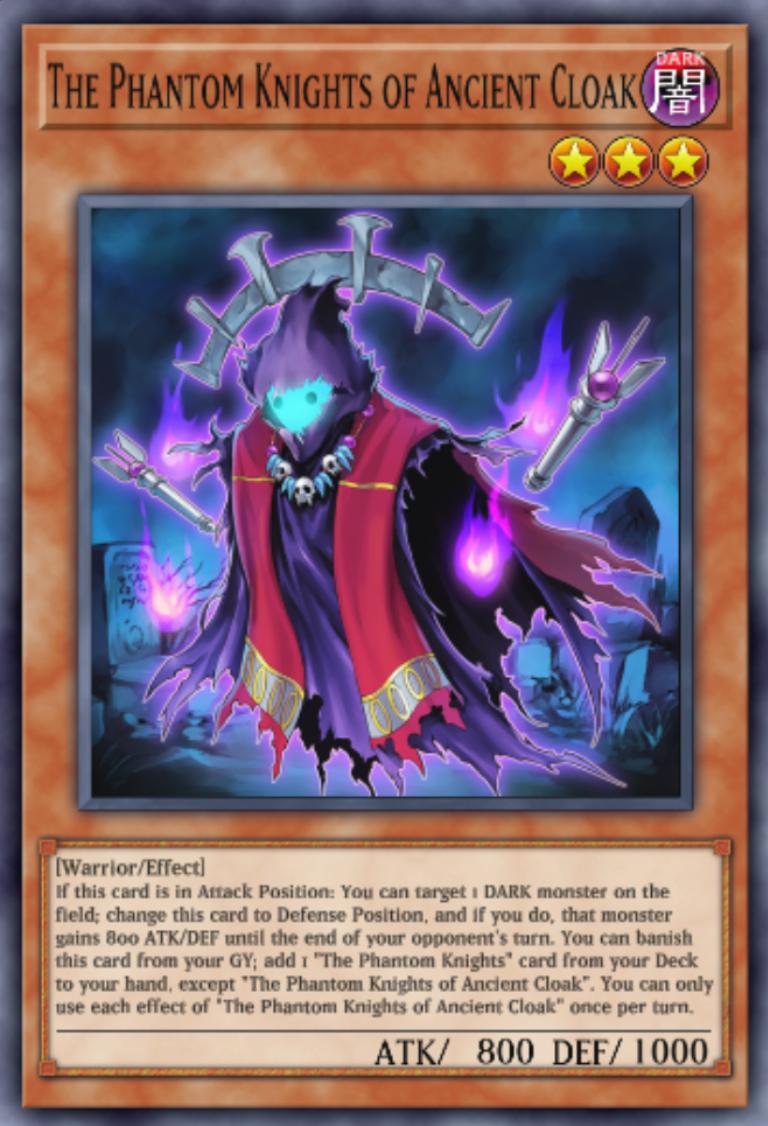 The Phantom Knights of Ancient Cloak
DARK
闇
[Warrior/Effect]
If this card is in Attack Position: You can target 1 DARK monster on the
field; change this card to Defense Position, and if you do, that monster
gains 800 ATK/DEF until the end of your opponent's turn. You can banish
this card from your GY; add 1 "The Phantom Knights" card from your Deck
to your hand, except "The Phantom Knights of Ancient Cloak". You can only
use each effect of "The Phantom Knights of Ancient Cloak" once per turn.
ATK/ 800 DEF/ 1000